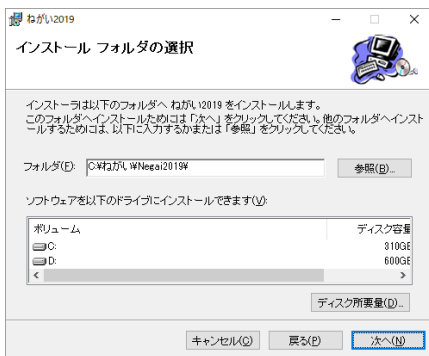 ねがい2019
インストール フォルダの選択
インストーラは以下のフォルダへ ねがい2019 をインストールします。
このフォルダへインストールためには「次へ」をクリックしてください。他のフォルダへインスト
ールするためには、以下に入力するかまたは「参照」をクリックしてください。
フォルダ(F): C:¥ねがい¥Negai2019¥ 参照(B)...
ソフトウェアを以下のドライブにインストールできます(V):
ボリューム ディスク容量
C: 310GB
D: 600GB
ディスク所要量(D)...
キャンセル(C) 戻る(P) 次へ(N)